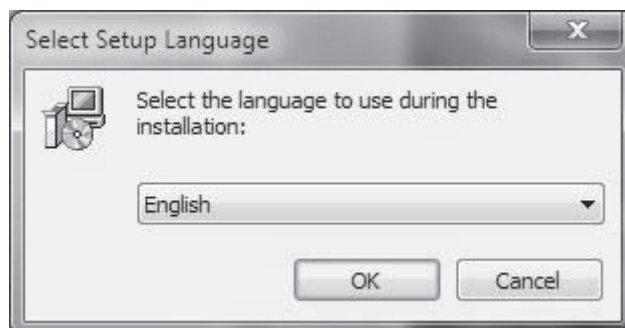 Select Setup Language
Select the language to use during the
installation:
English
OK
Cancel